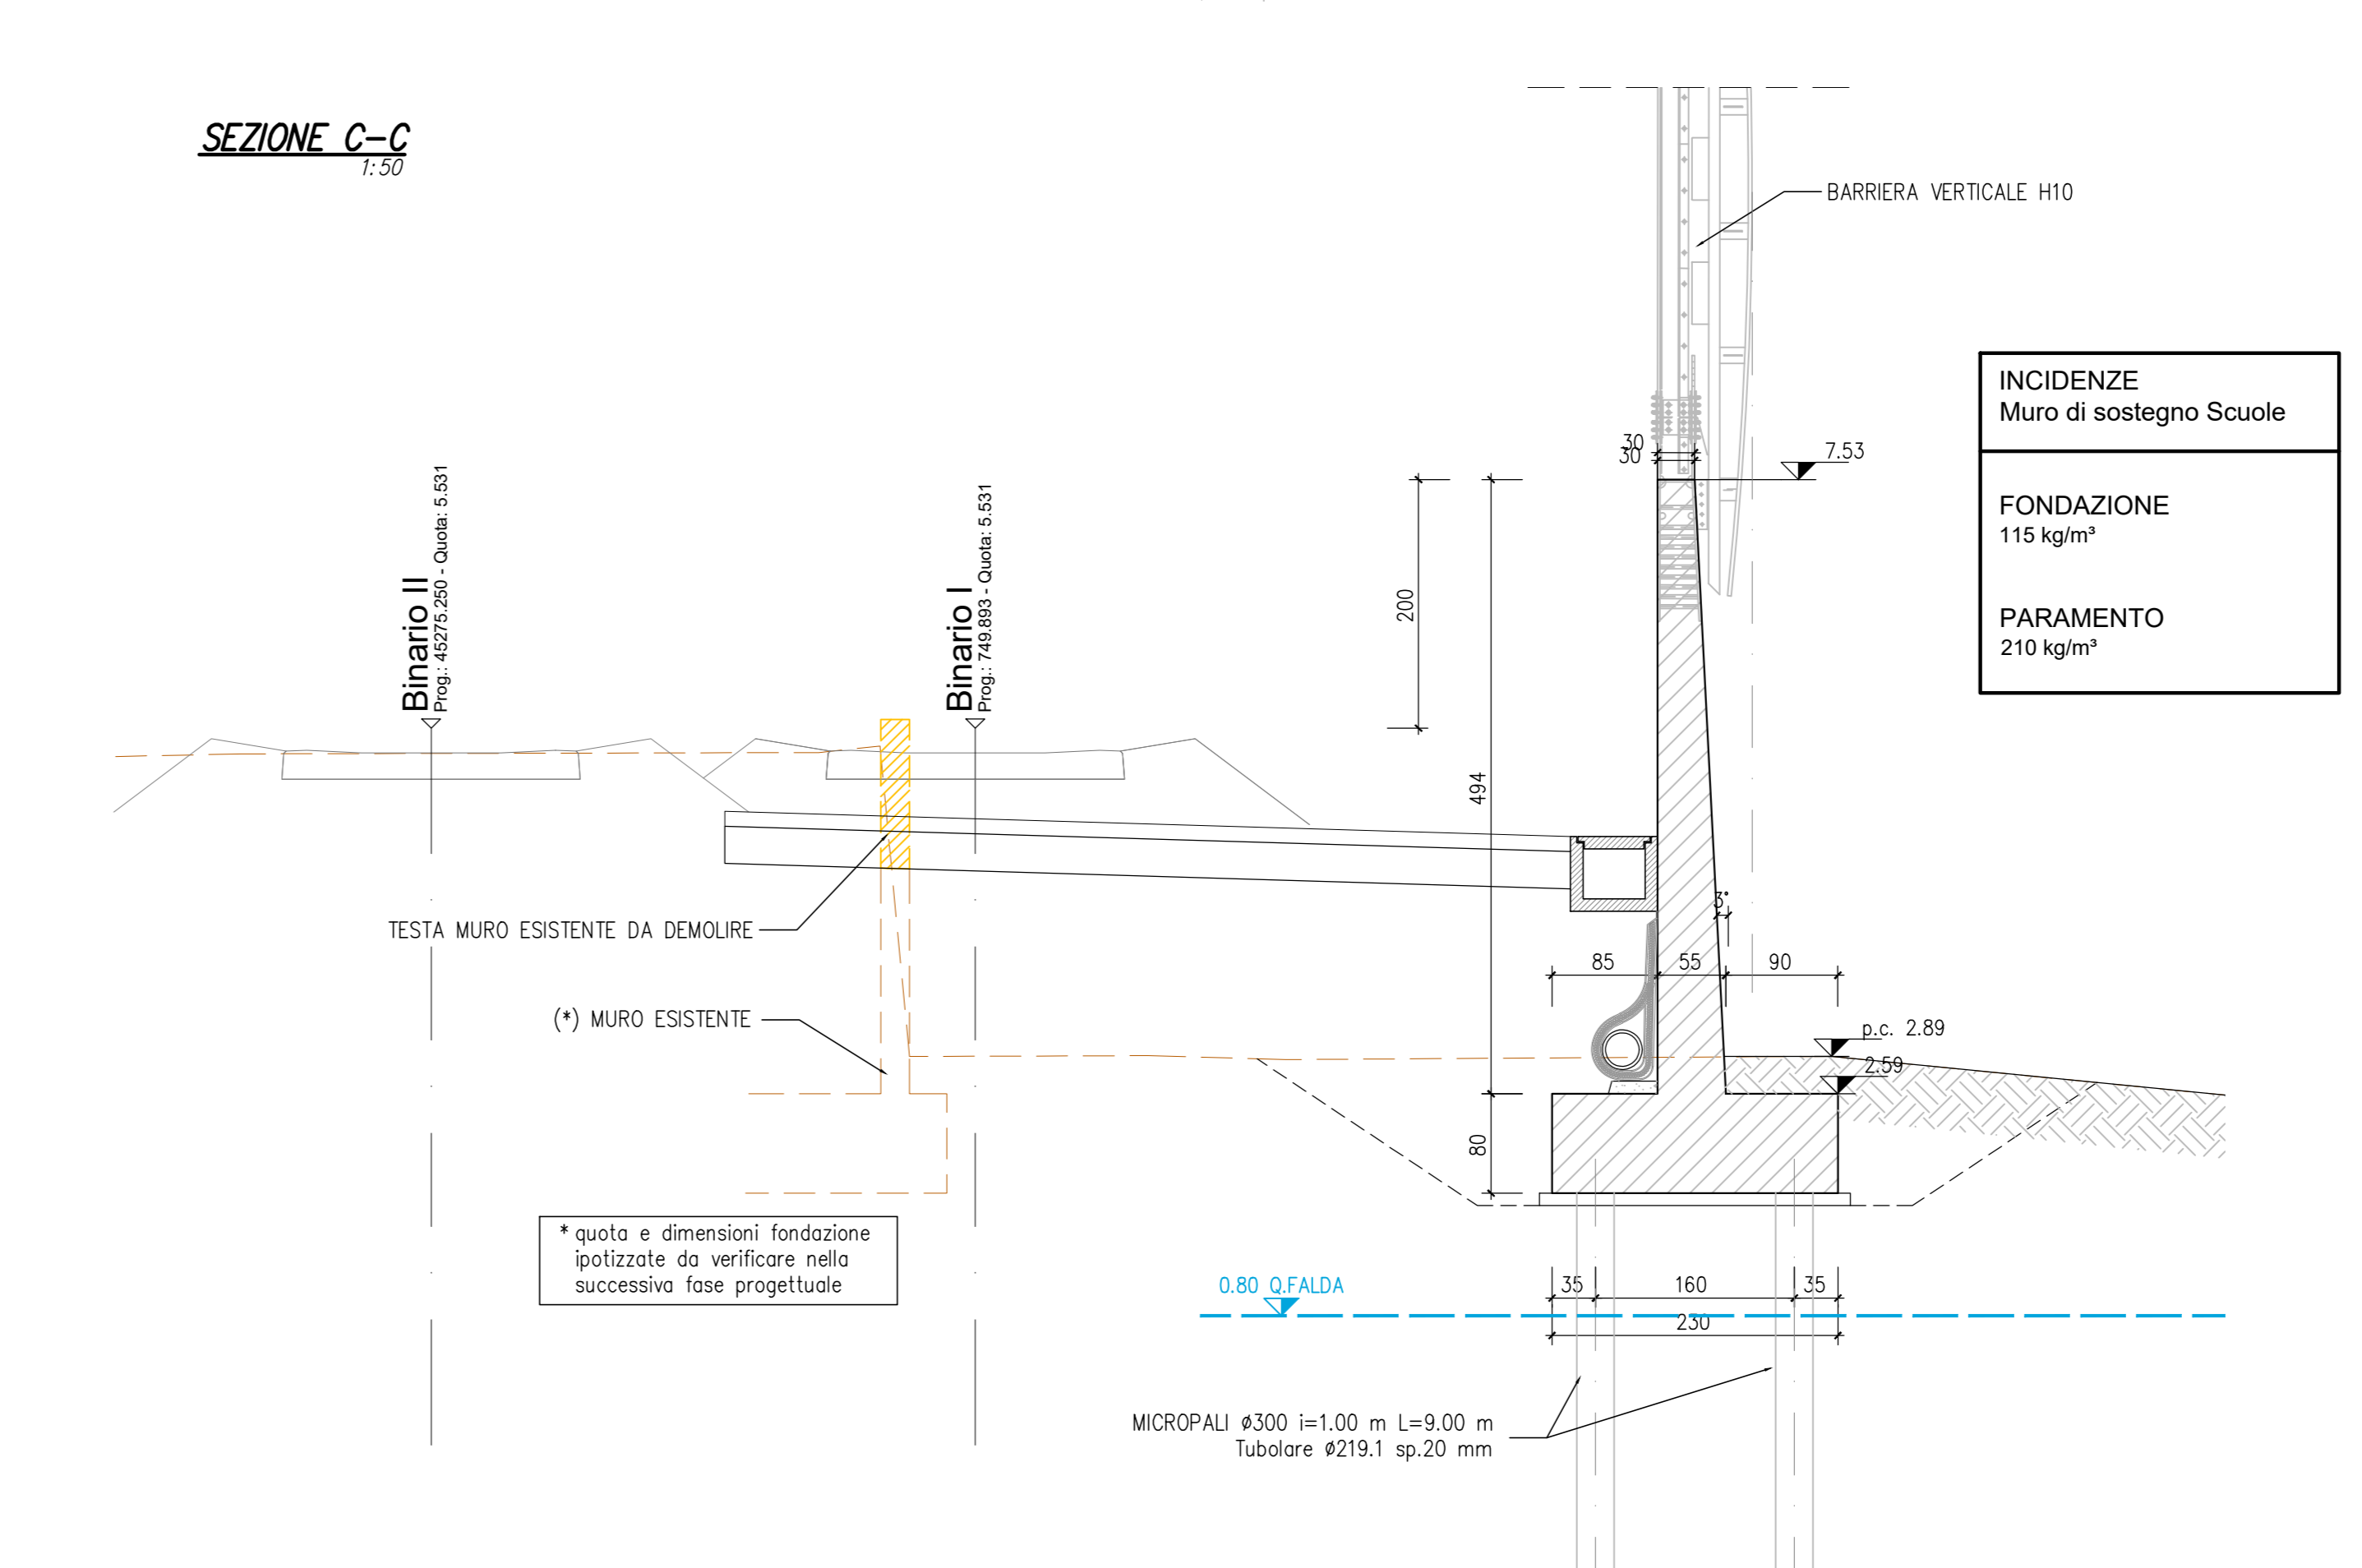 SEZIONE C-C
1:50
BARRIERA VERTICALE H10
INCIDENZE
Muro di sostegno Scuole
FONDAZIONE
115 kg/m³
PARAMENTO
210 kg/m³
30
30
7.53
Binario II
Prog.: 45275.250 - Quota: 5.531
Binario I
Prog.: 749.893 - Quota: 5.531
200
494
TESTA MURO ESISTENTE DA DEMOLIRE
3°
85 55 90
(*) MURO ESISTENTE
p.c. 2.89
2.59
80
* quota e dimensioni fondazione
ipotizzate da verificare nella
successiva fase progettuale
0.80 Q.FALDA
35 160 35
230
MICROPALI ø300 i=1.00 m L=9.00 m
Tubolare ø219.1 sp.20 mm